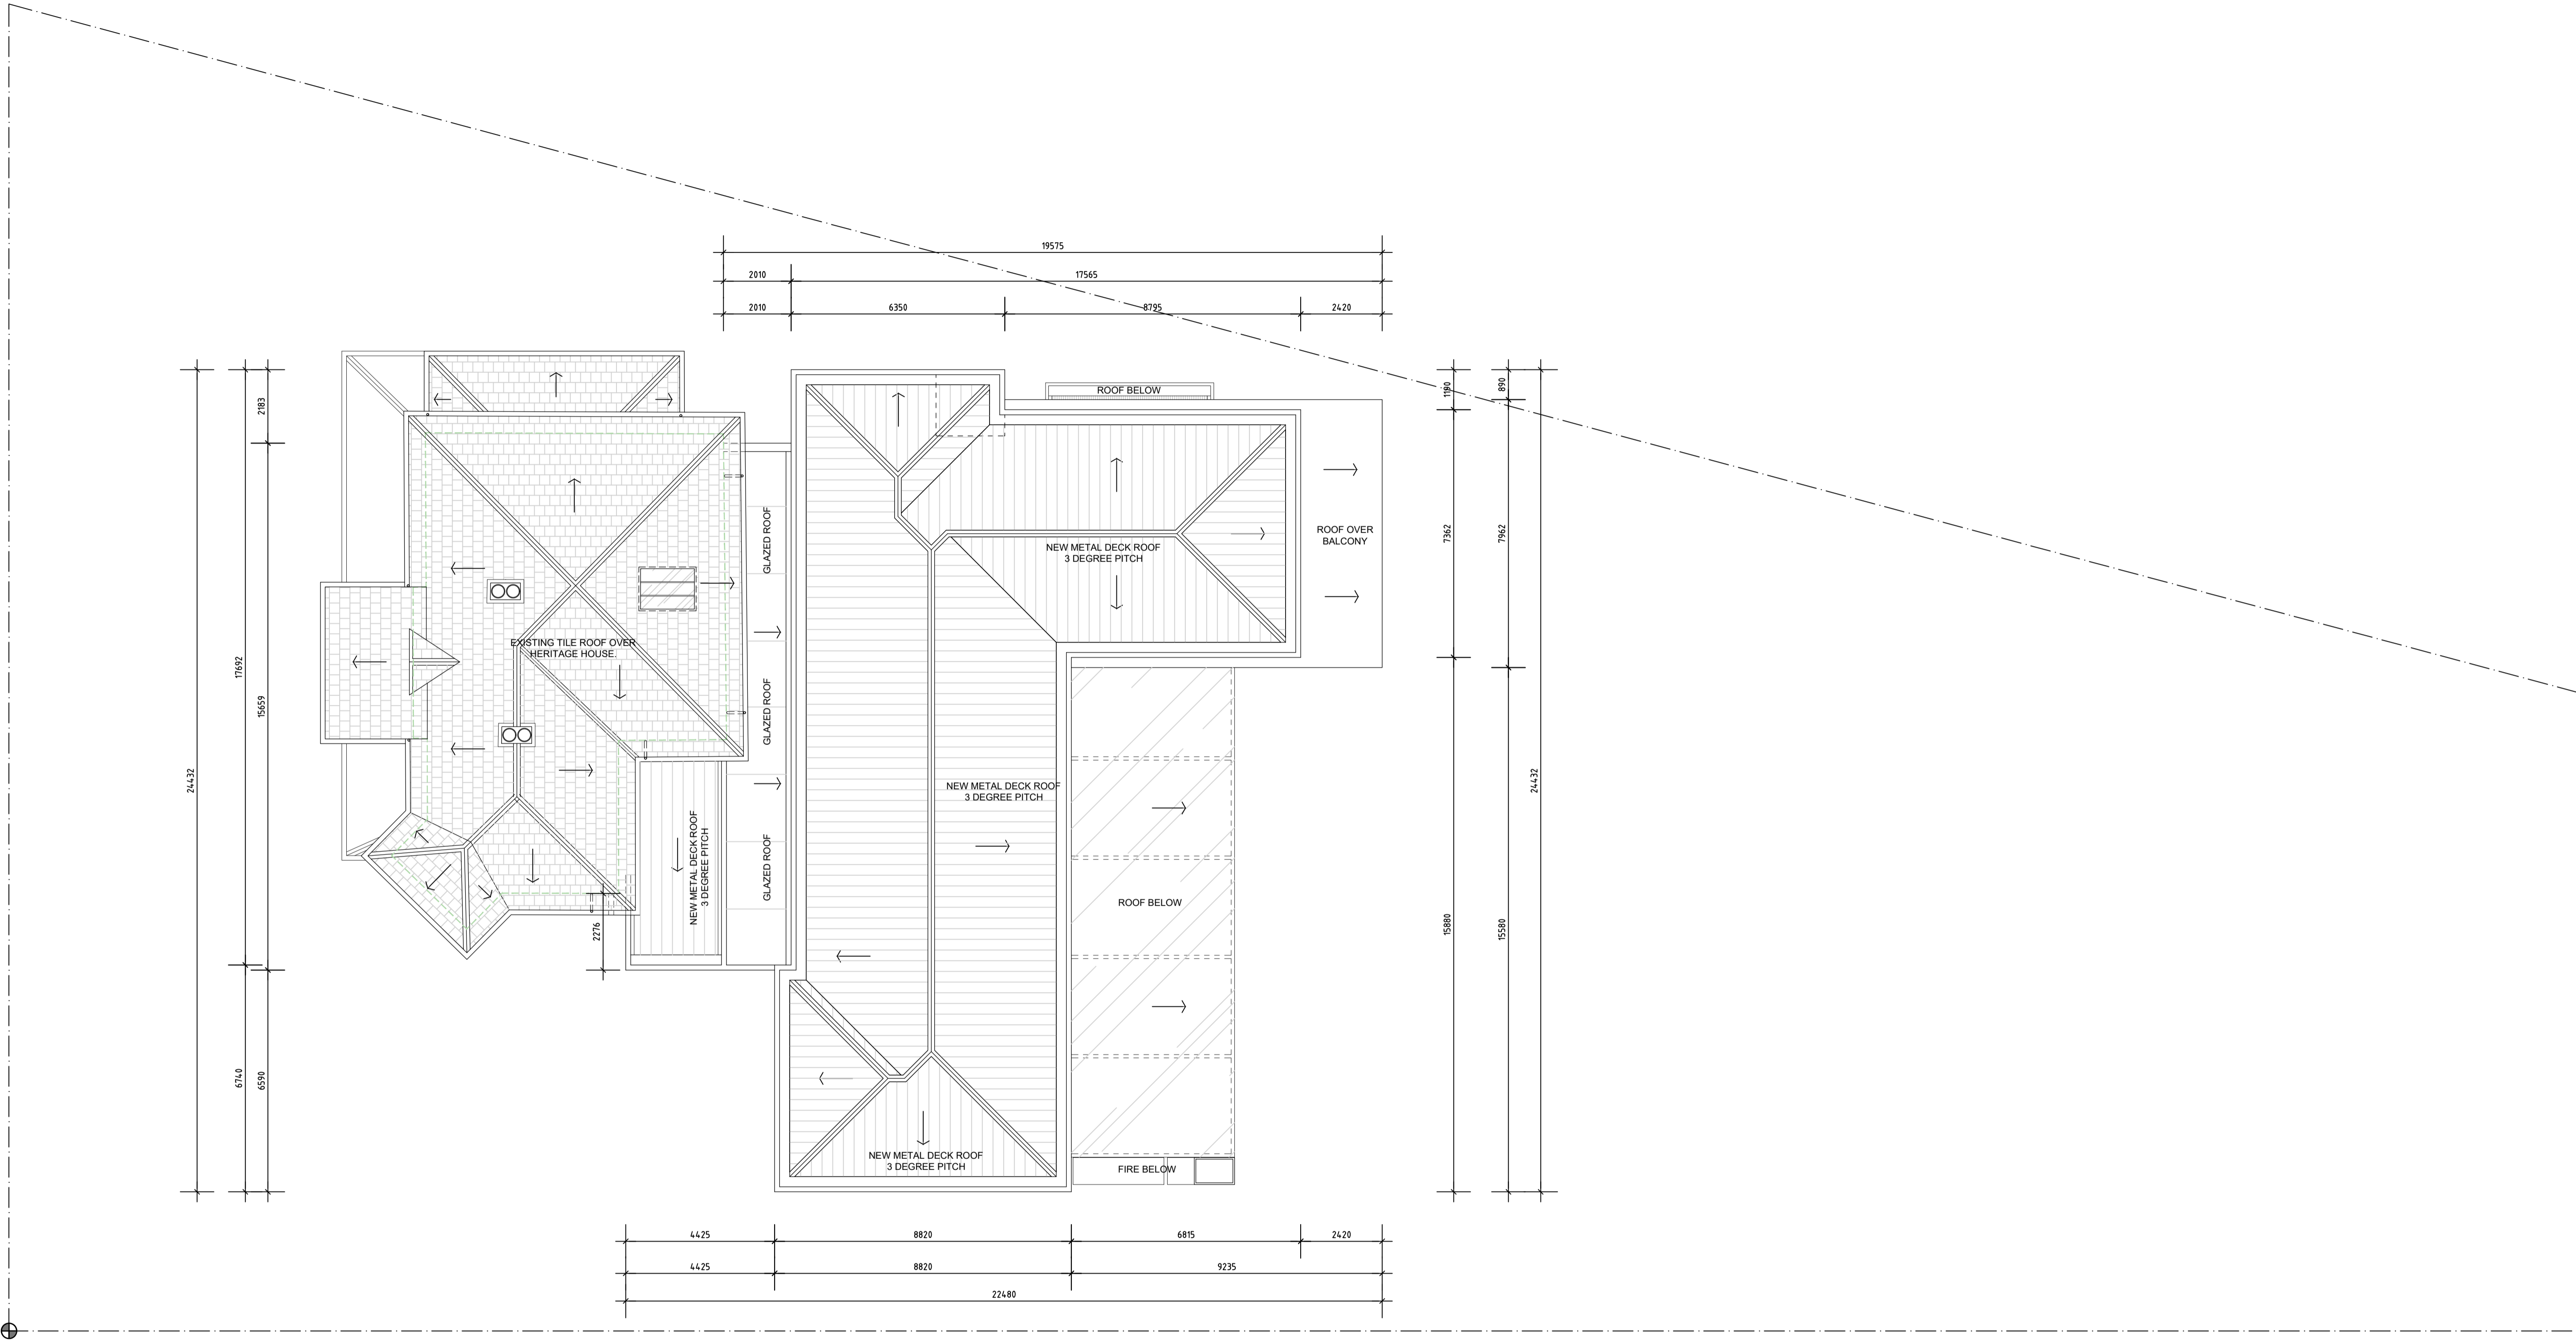 19575
2010
17565
2010
6350
8795
2420
ROOF BELOW
1190
890
2183
GLAZED ROOF
ROOF OVER
BALCONY
7362
7962
NEW METAL DECK ROOF
3 DEGREE PITCH
EXISTING TILE ROOF OVER
HERITAGE HOUSE.
17692
15659
GLAZED ROOF
24432
24432
NEW METAL DECK ROOF
3 DEGREE PITCH
NEW METAL DECK ROOF
3 DEGREE PITCH
GLAZED ROOF
ROOF BELOW
2276
15880
15580
6740
6590
NEW METAL DECK ROOF
3 DEGREE PITCH
FIRE BELOW
4425
8820
6815
2420
4425
8820
9235
22480